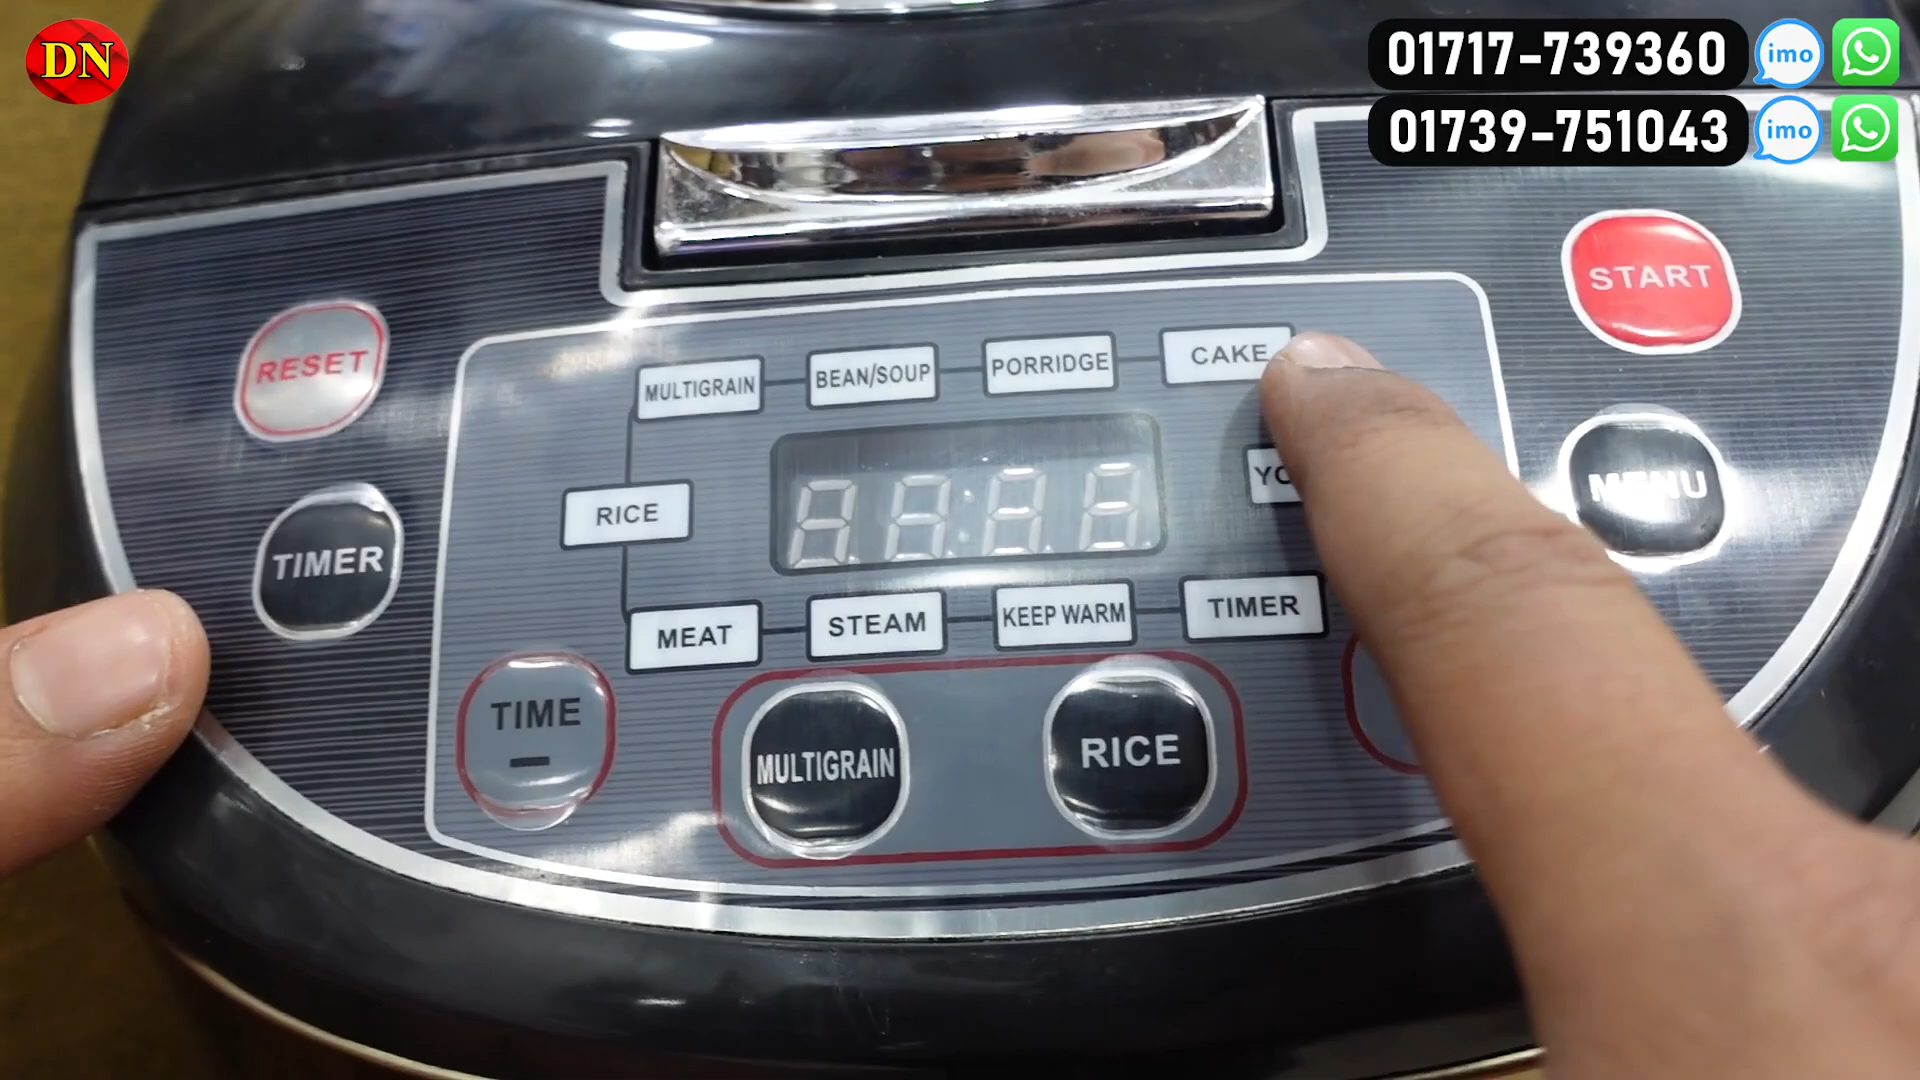 DN
01717-739360 imo
01739-751043 imo
START
RESET
MULTIGRAIN BEAN/SOUP PORRIDGE CAKE
MENU
RICE
TIMER
MEAT STEAM KEEP WARM TIMER
TIME
–
MULTIGRAIN RICE